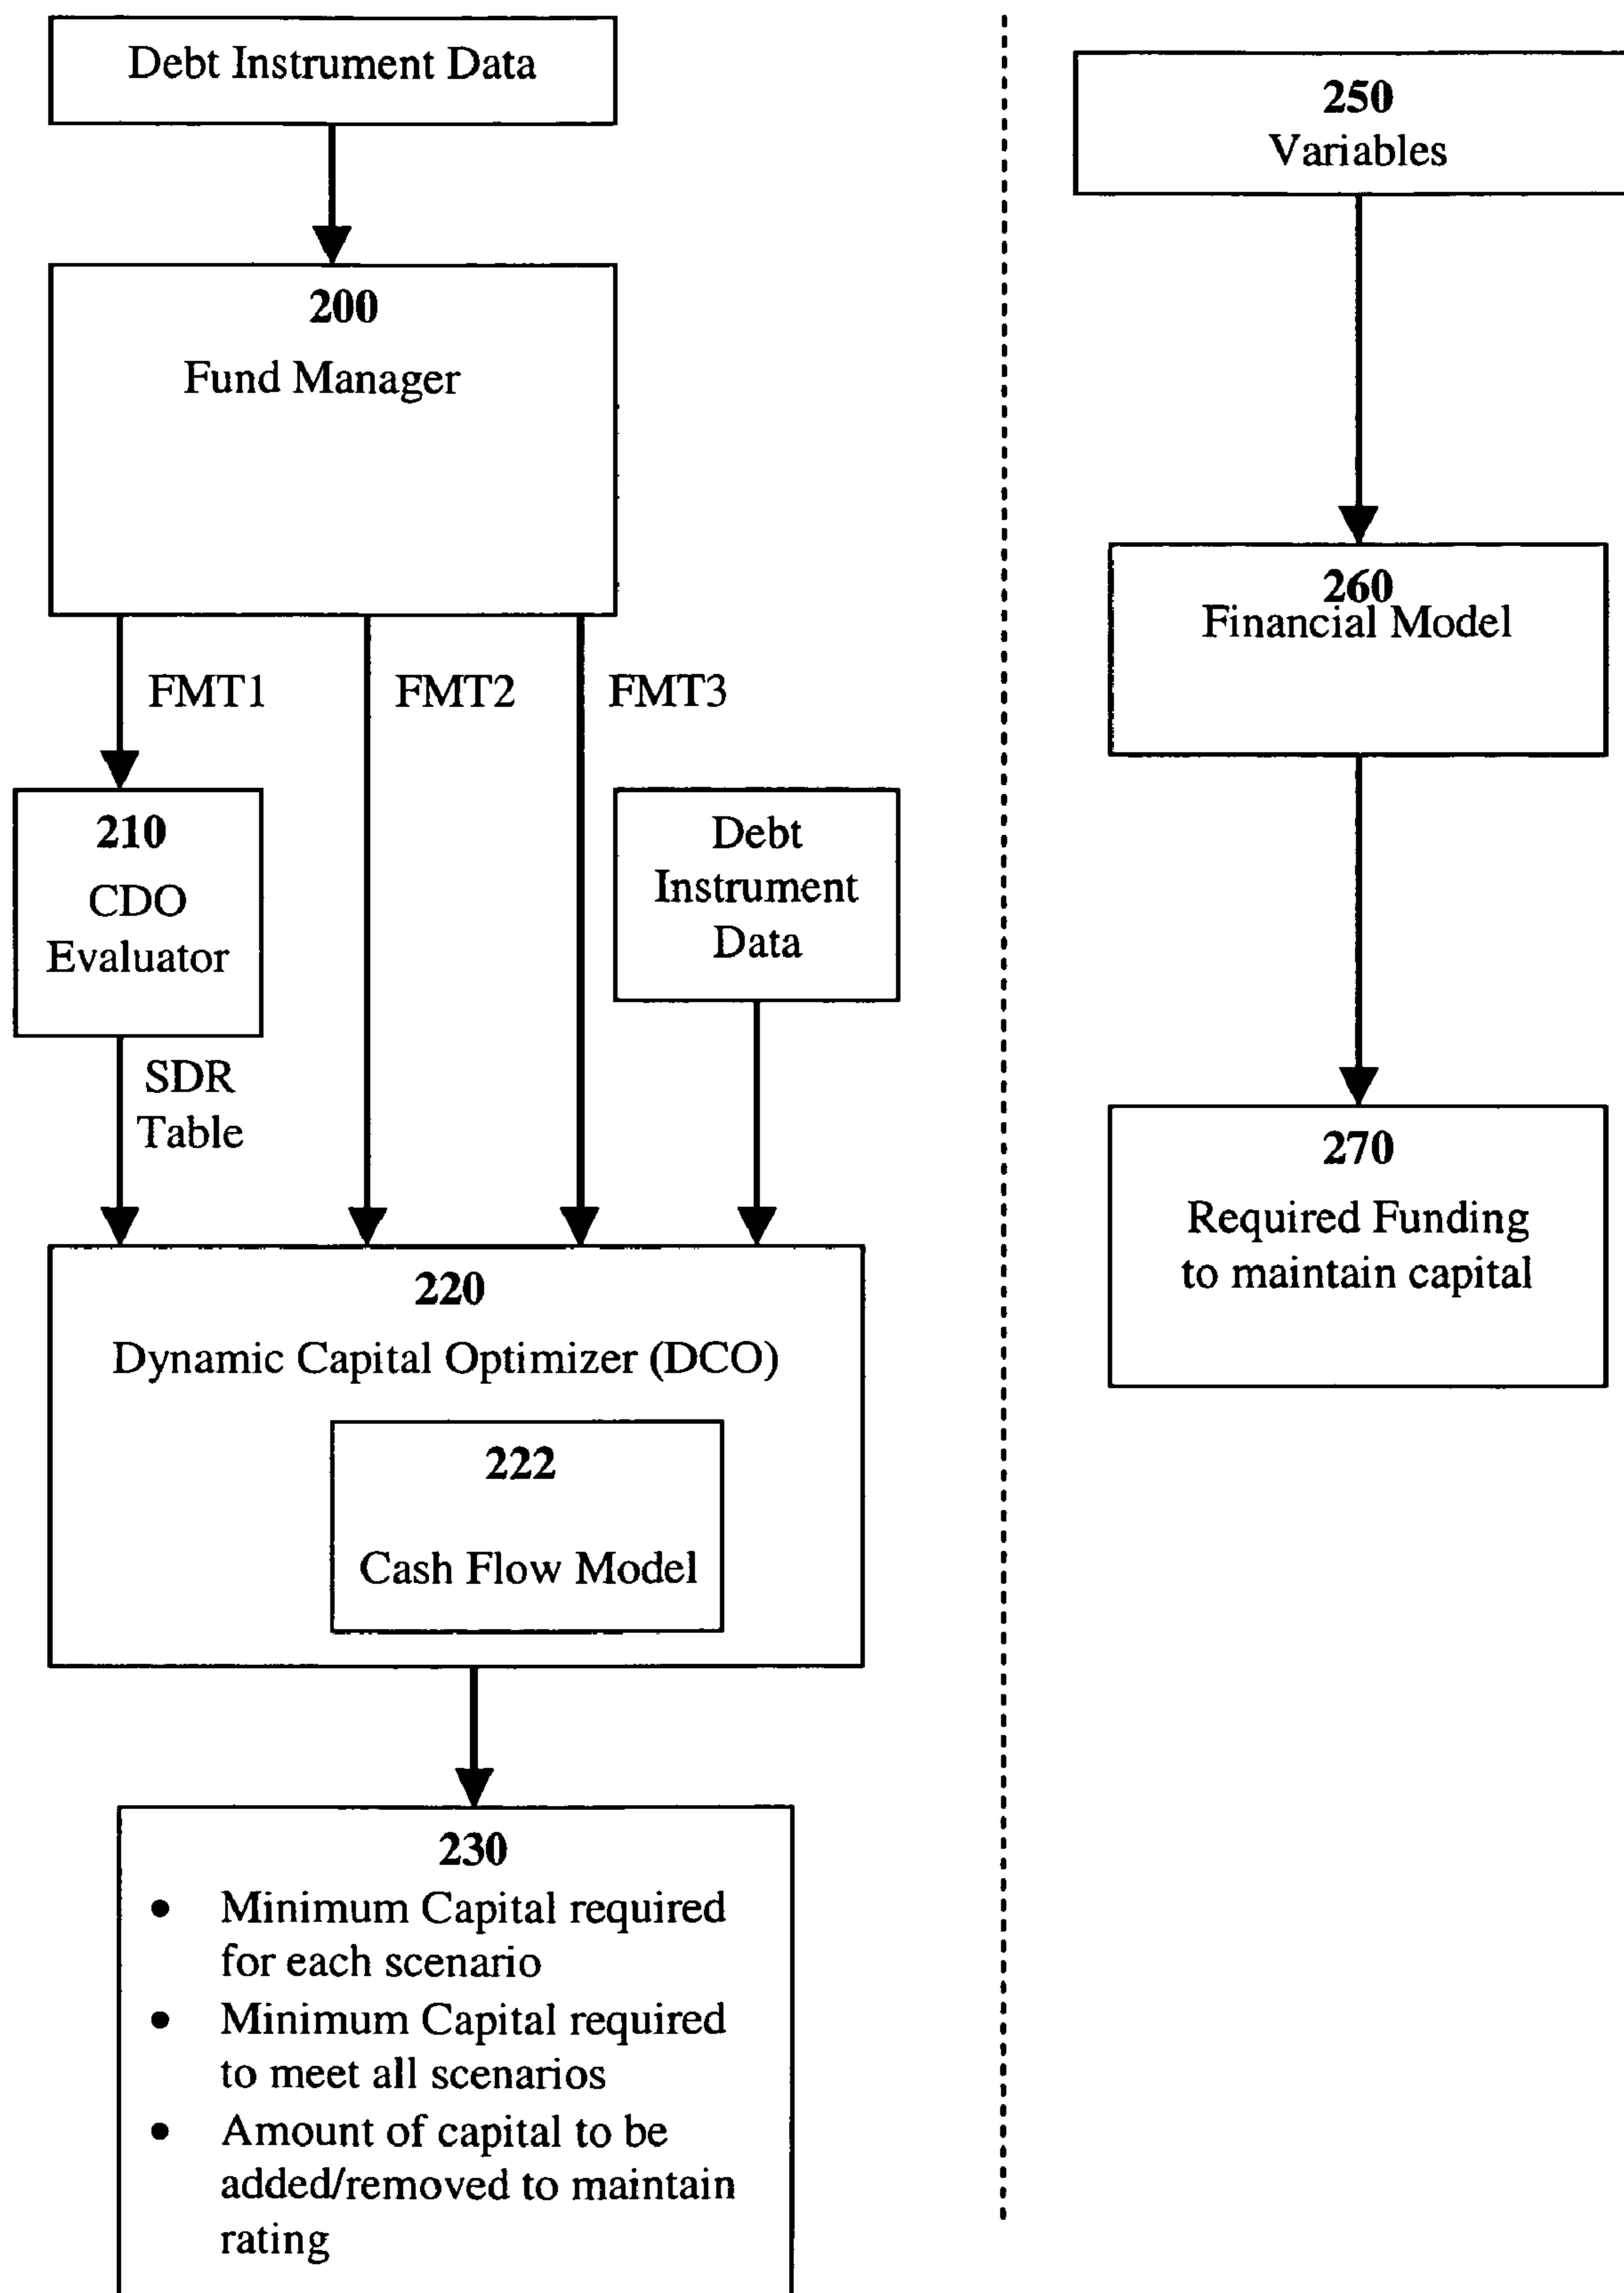 Debt Instrument Data
200
Fund Manager
FMT1
FMT2
FMT3
210
CDO
Evaluator
Debt
Instrument
Data
SDR
Table
220
Dynamic Capital Optimizer (DCO)
222
Cash Flow Model
230
• Minimum Capital required
for each scenario
• Minimum Capital required
to meet all scenarios
• Amount of capital to be
added/removed to maintain
rating
250
Variables
260
Financial Model
270
Required Funding
to maintain capital